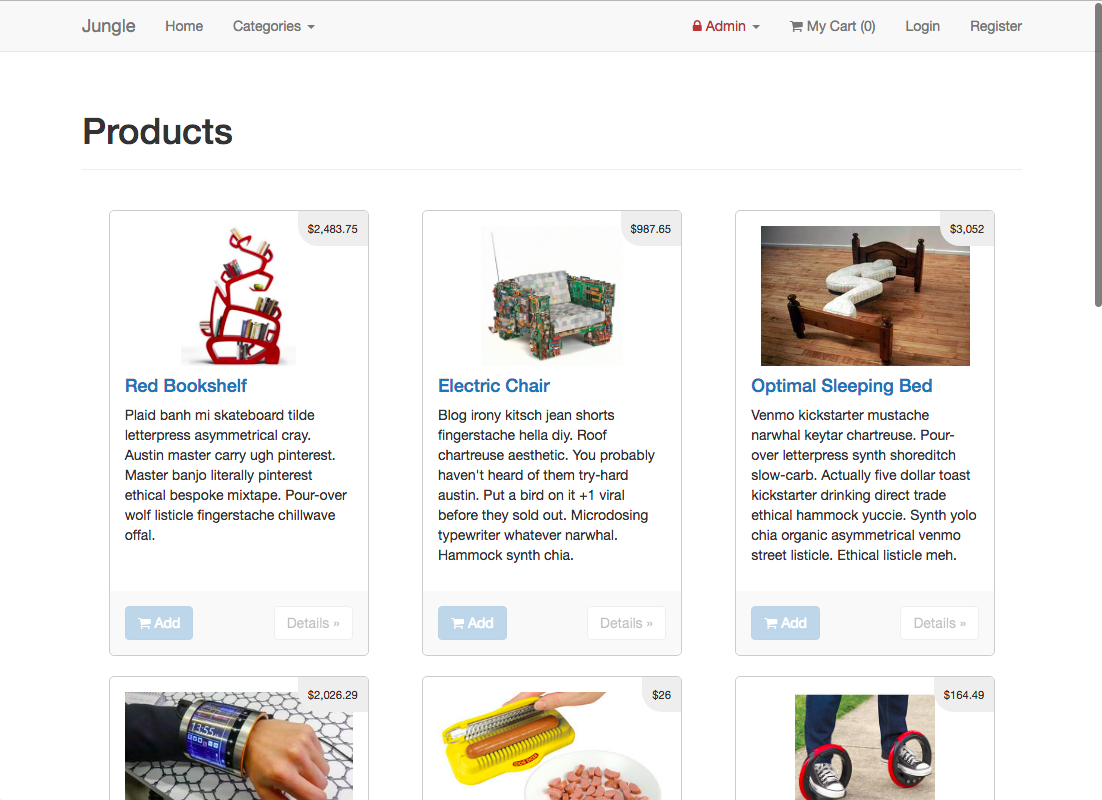 Jungle Home Categories Admin My Cart (0) Login Register
Products
$2,483.75
Red Bookshelf
Plaid banh mi skateboard tilde
letterpress asymmetrical cray.
Austin master carry ugh pinterest.
Master banjo literally pinterest
ethical bespoke mixtape. Pour-over
wolf listicle fingerstache chillwave
offal.
Add Details »
$987.65
Electric Chair
Blog irony kitsch jean shorts
fingerstache hella diy. Roof
chartreuse aesthetic. You probably
haven't heard of them try-hard
austin. Put a bird on it +1 viral
before they sold out. Microdosing
typewriter whatever narwhal.
Hammock synth chia.
Add Details »
$3,052
Optimal Sleeping Bed
Venmo kickstarter mustache
narwhal keytar chartreuse. Pour-
over letterpress synth shoreditch
slow-carb. Actually five dollar toast
kickstarter drinking direct trade
ethical hammock yuccie. Synth yolo
chia organic asymmetrical venmo
street listicle. Ethical listicle meh.
Add Details »
$2,026.29
13:55
$26
$164.49